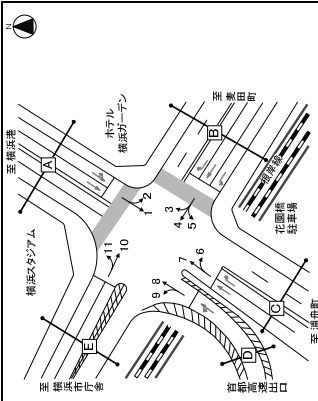 N
至横浜港
ホテル
横浜ガーデン
至
麦田町
A
B
横浜スタジアム
根岸線
1
2
3
4
5
花園橋
駐車場
11
10
7
6
9
8
E
C
D
至
横浜市庁舎
首都高速出口
至浦舟町